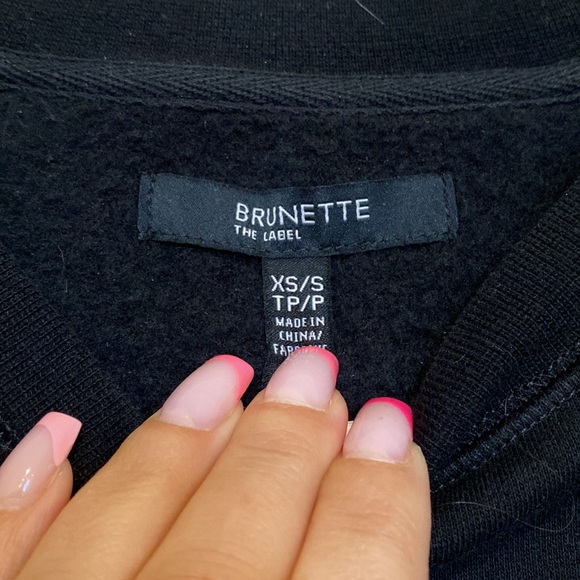 BRUNETTE
THE LABEL
XS/S
TP/P
MADE IN
CHINA/